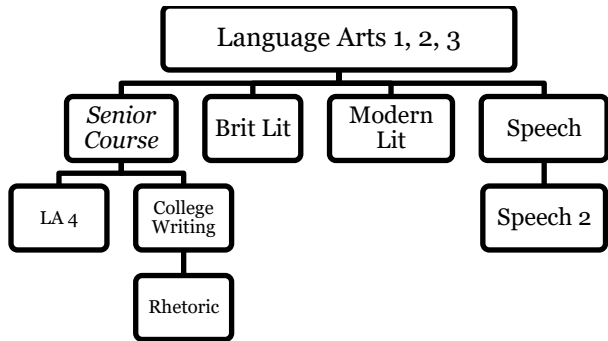 Language Arts 1, 2, 3
Senior
Course
Brit Lit
Modern
Lit
Speech
LA 4
College
Writing
Speech 2
Rhetoric